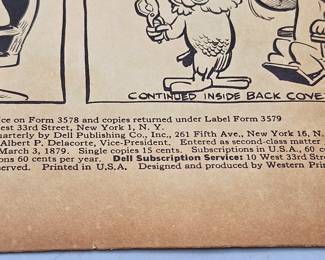 CONTINUED INSIDE BACK COVE
ice on Form 3578 and copies returned under Label Form 3579
est 33rd Street, New York 1, N. Y.
uarterly by Dell Publishing Co., Inc., 261 Fifth Ave., New York 16, N.
Albert P. Delacorte, Vice-President. Entered as second-class matter
March 3, 1879. Single copies 15 cents. Subscriptions in U.S.A., 60 c
ons 60 cents per year. Dell Subscription Service: 10 West 33rd Stre
served. Printed in U.S.A. Designed and produced by Western Prin